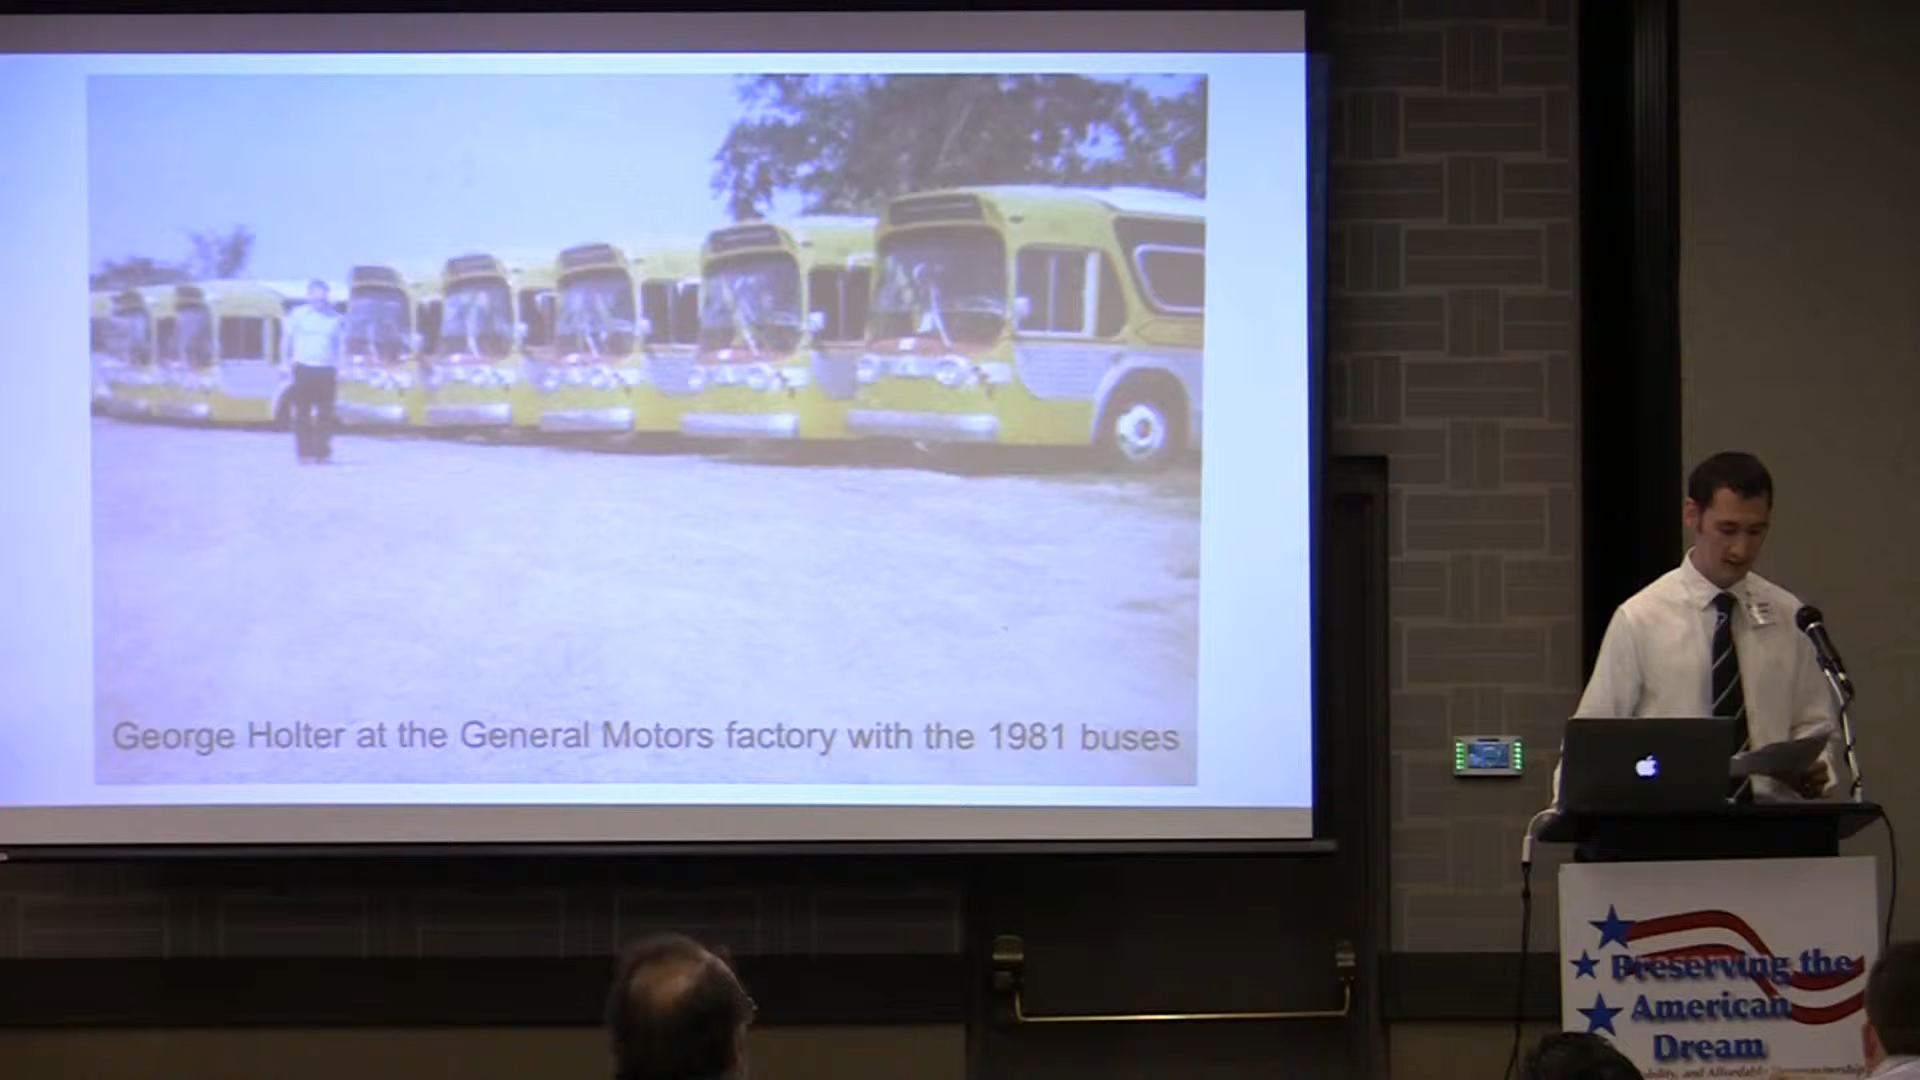 George Holter at the General Motors factory with the 1981 buses
Preserving the
American
Dream